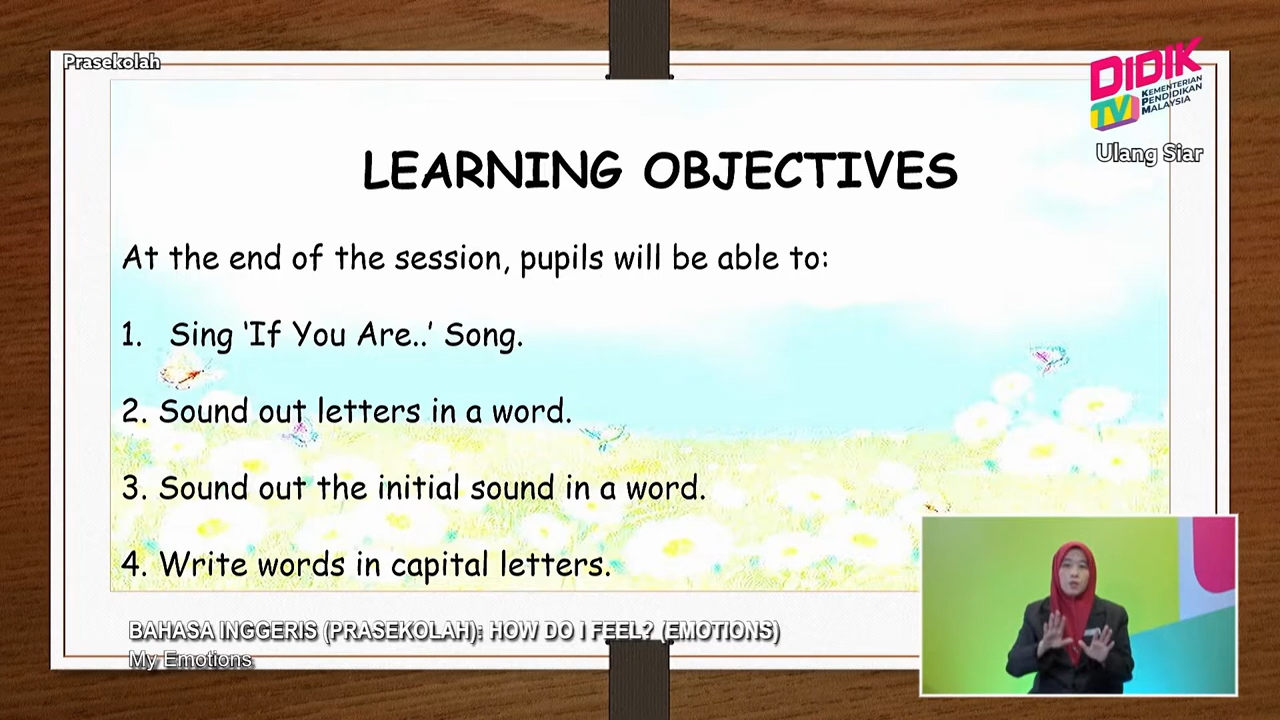 Prasekolah
DIDIK
TV
KEMENTERIAN
PENDIDIKAN
MALAYSIA
Ulang Siar
LEARNING OBJECTIVES
At the end of the session, pupils will be able to:
1. Sing ‘If You Are..’ Song.
2. Sound out letters in a word.
3. Sound out the initial sound in a word.
4. Write words in capital letters.
BAHASA INGGERIS (PRASEKOLAH): HOW DO I FEEL? (EMOTIONS)
My Emotions